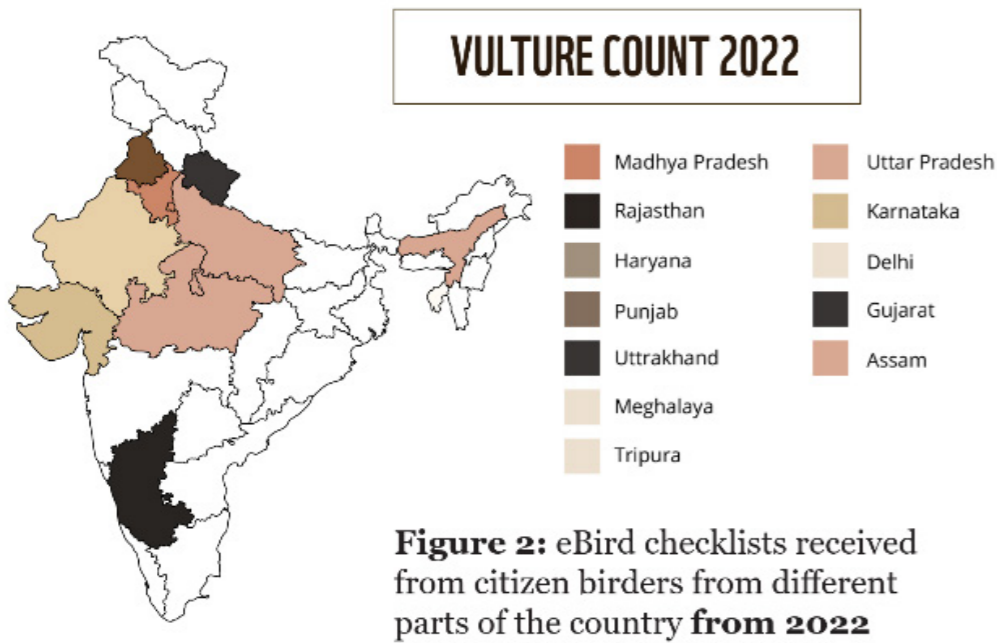 VULTURE COUNT 2022
Madhya Pradesh
Rajasthan
Haryana
Punjab
Uttrakhand
Meghalaya
Tripura
Uttar Pradesh
Karnataka
Delhi
Gujarat
Assam
Figure 2: eBird checklists received
from citizen birders from different
parts of the country from 2022